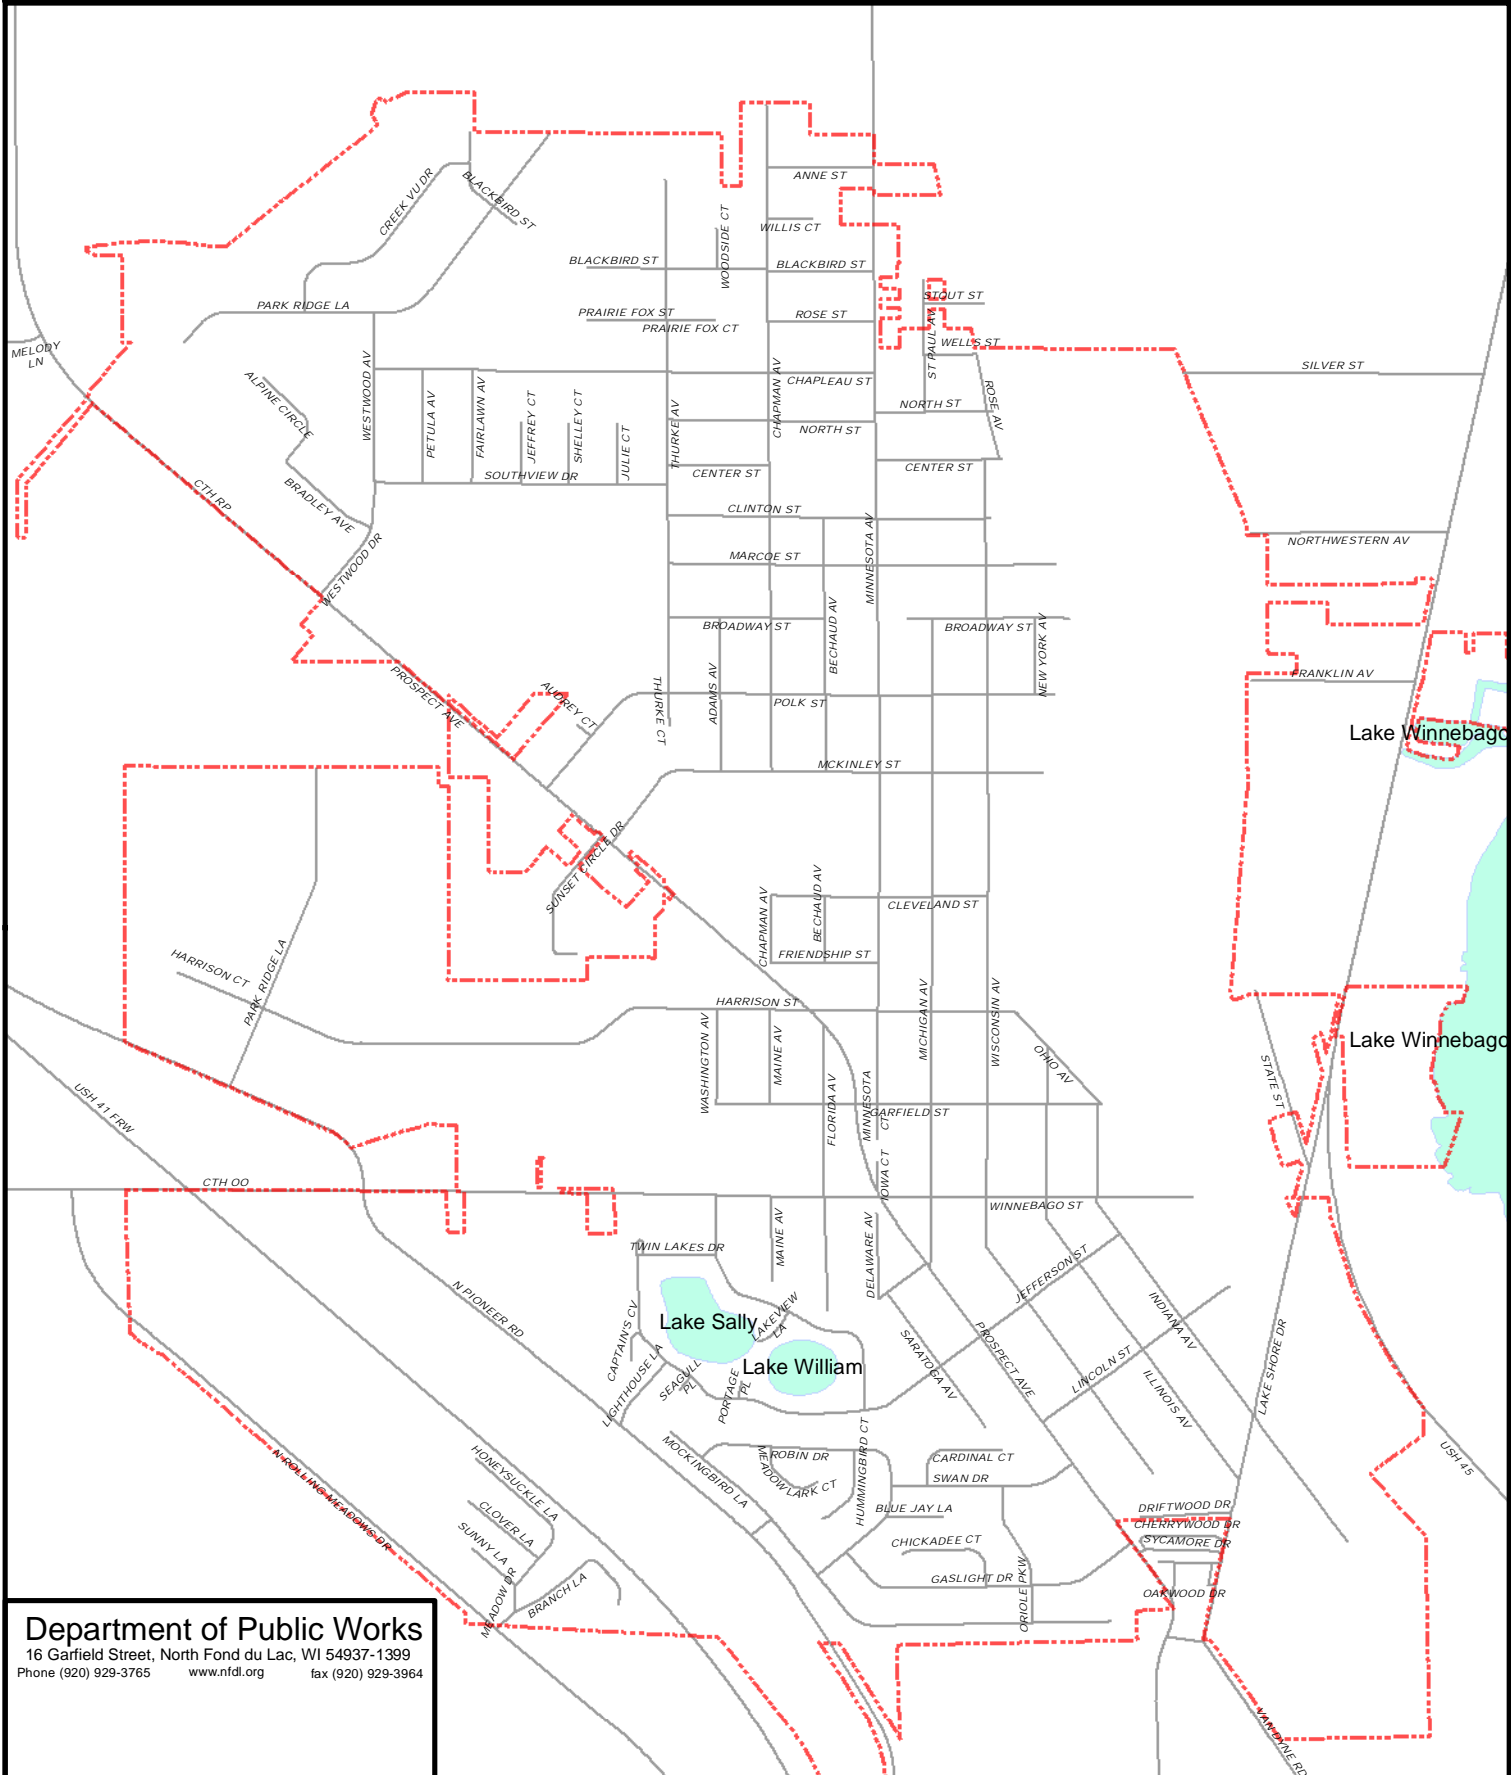 ANNE ST
CREEK VU DR
BLACKBIRD ST
WILLIS CT
WOODSIDE CT
BLACKBIRD ST
BLACKBIRD ST
STOUT ST
PARK RIDGE LA
PRAIRIE FOX ST
PRAIRIE FOX CT
ROSE ST
ST PAUL AV
WELLS ST
MELODY
LN
SILVER ST
ALPINE CIRCLE
WESTWOOD AV
PETULA AV
FAIRLAWN AV
JEFFREY CT
SHELLEY CT
JULIE CT
THURKE AV
CHAPMAN AV
CHAPLEAU ST
NORTH ST
ROSE AV
NORTH ST
CENTER ST
CENTER ST
SOUTHVIEW DR
CTH RP
BRADLEY AVE
CLINTON ST
MINNESOTA AV
WESTWOOD DR
MARCOE ST
NORTHWESTERN AV
BROADWAY ST
BECHAUD AV
BROADWAY ST
NEW YORK AV
PROSPECT AVE
AUDREY CT
THURKE CT
ADAMS AV
POLK ST
FRANKLIN AV
Lake Winnebago
MCKINLEY ST
SUNSET CIRCLE DR
CHAPMAN AV
BECHAUD AV
CLEVELAND ST
FRIENDSHIP ST
HARRISON CT
PARK RIDGE LA
HARRISON ST
MICHIGAN AV
WISCONSIN AV
Lake Winnebago
WASHINGTON AV
MAINE AV
FLORIDA AV
MINNESOTA
CT
OHIO AV
STATE ST
GARFIELD ST
USH 41 FRW
CTH OO
IOWA CT
WINNEBAGO ST
TWIN LAKES DR
MAINE AV
DELAWARE AV
JEFFERSON ST
N PIONEER RD
Lake Sally
LAKEVIEW
LA
CAPTAIN'S CV
LIGHTHOUSE LA
SEAGULL
PL
PORTAGE
PL
Lake William
SARATOGA AV
PROSPECT AVE
LINCOLN ST
INDIANA AV
ILLINOIS AV
LAKE SHORE DR
MOCKINGBIRD LA
ROBIN DR
MEADOWLARK CT
HUMMINGBIRD CT
CARDINAL CT
SWAN DR
USH 45
N ROLLING MEADOWS DR
HONEYSUCKLE LA
CLOVER LA
SUNNY LA
BLUE JAY LA
DRIFTWOOD DR
CHERRYWOOD DR
SYCAMORE DR
CHICKADEE CT
GASLIGHT DR
ORIOLE PKW
OAKWOOD DR
MEADOW DR
BRANCH LA
VAN DYNE RD
Department of Public Works
16 Garfield Street, North Fond du Lac, WI 54937-1399
Phone (920) 929-3765 www.nfdl.org fax (920) 929-3964